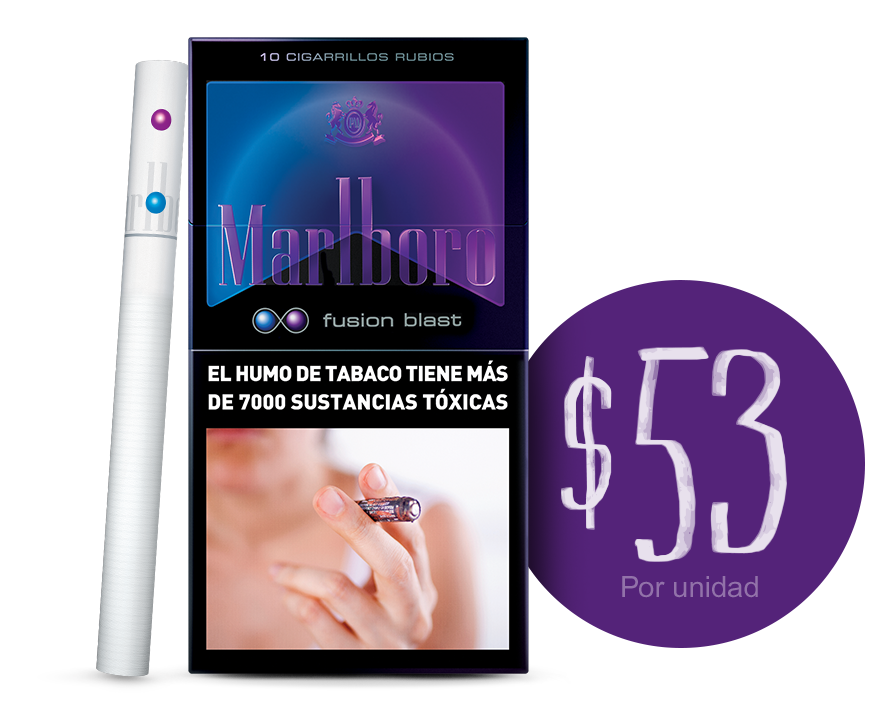 10 CIGARRILLOS RUBIOS
Marlboro
fusion blast
EL HUMO DE TABACO TIENE MÁS
DE 7000 SUSTANCIAS TÓXICAS
$53
Por unidad